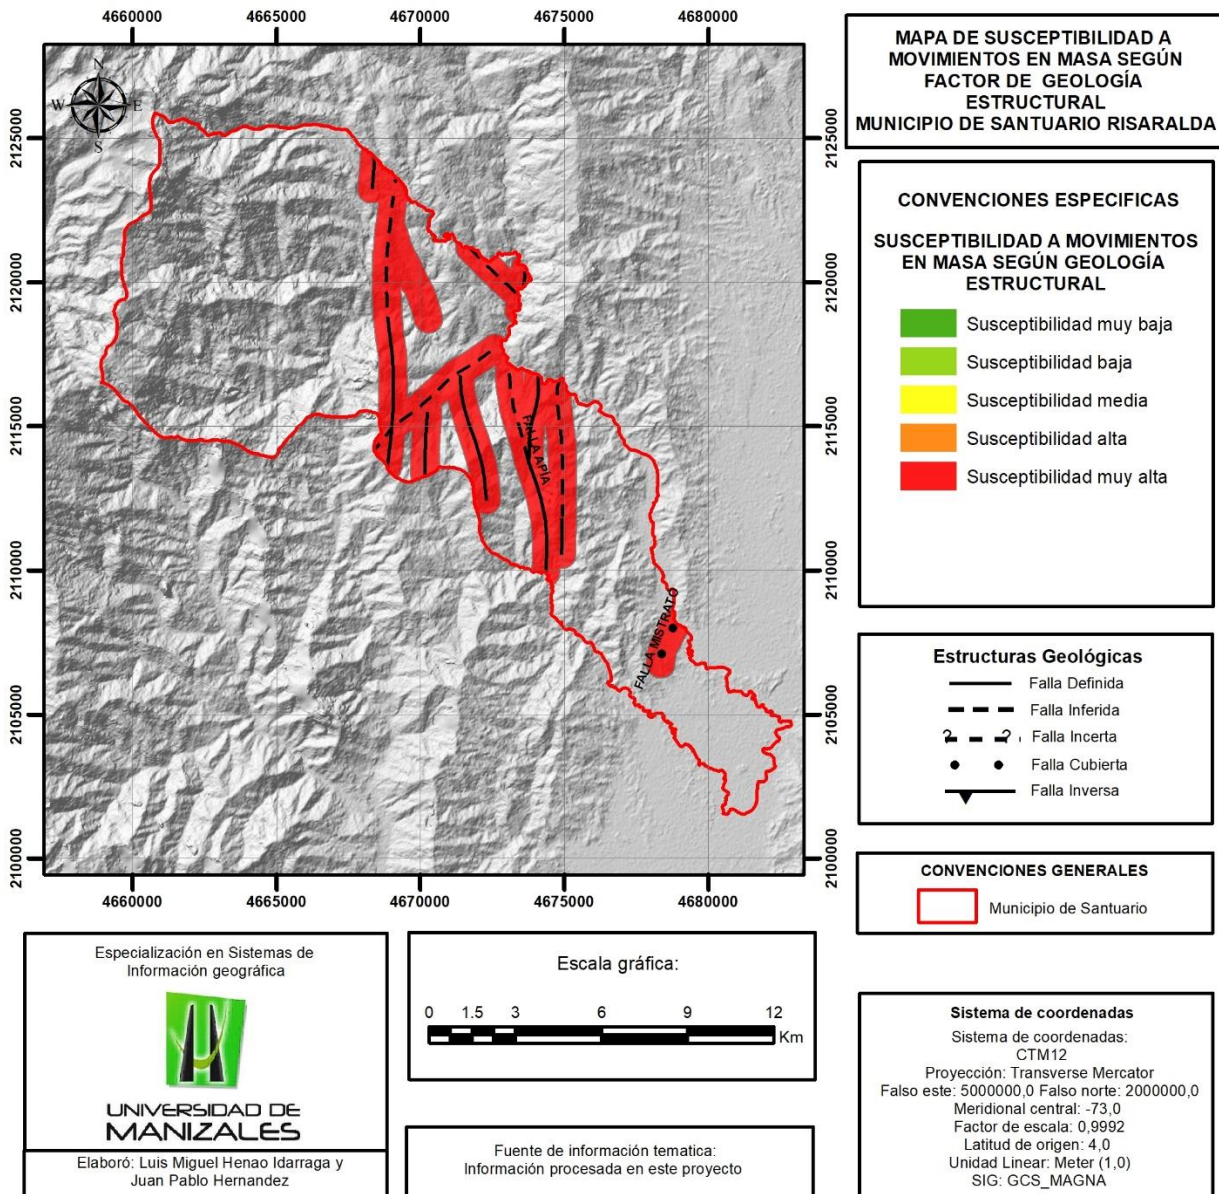 4660000 4665000 4670000 4675000 4680000
MAPA DE SUSCEPTIBILIDAD A
MOVIMIENTOS EN MASA SEGÚN
FACTOR DE GEOLOGÍA
ESTRUCTURAL
MUNICIPIO DE SANTUARIO RISARALDA
N
W E
S
2125000 2125000
2120000 2120000
2115000 2115000
2110000 2110000
2105000 2105000
2100000 2100000
FALLA APÍA
FALLA MISTRATÓ
4660000 4665000 4670000 4675000 4680000
CONVENCIONES ESPECIFICAS
SUSCEPTIBILIDAD A MOVIMIENTOS
EN MASA SEGÚN GEOLOGÍA
ESTRUCTURAL
Susceptibilidad muy baja
Susceptibilidad baja
Susceptibilidad media
Susceptibilidad alta
Susceptibilidad muy alta
Estructuras Geológicas
Falla Definida
Falla Inferida
? ? Falla Incerta
Falla Cubierta
Falla Inversa
CONVENCIONES GENERALES
Municipio de Santuario
Especialización en Sistemas de
Información geográfica
UNIVERSIDAD DE
MANIZALES
Elaboró: Luis Miguel Henao Idarraga y
Juan Pablo Hernandez
Escala gráfica:
0 1.5 3 6 9 12
Km
Fuente de información tematica:
Información procesada en este proyecto
Sistema de coordenadas
Sistema de coordenadas:
CTM12
Proyección: Transverse Mercator
Falso este: 5000000,0 Falso norte: 2000000,0
Meridional central: -73,0
Factor de escala: 0,9992
Latitud de origen: 4,0
Unidad Linear: Meter (1,0)
SIG: GCS_MAGNA